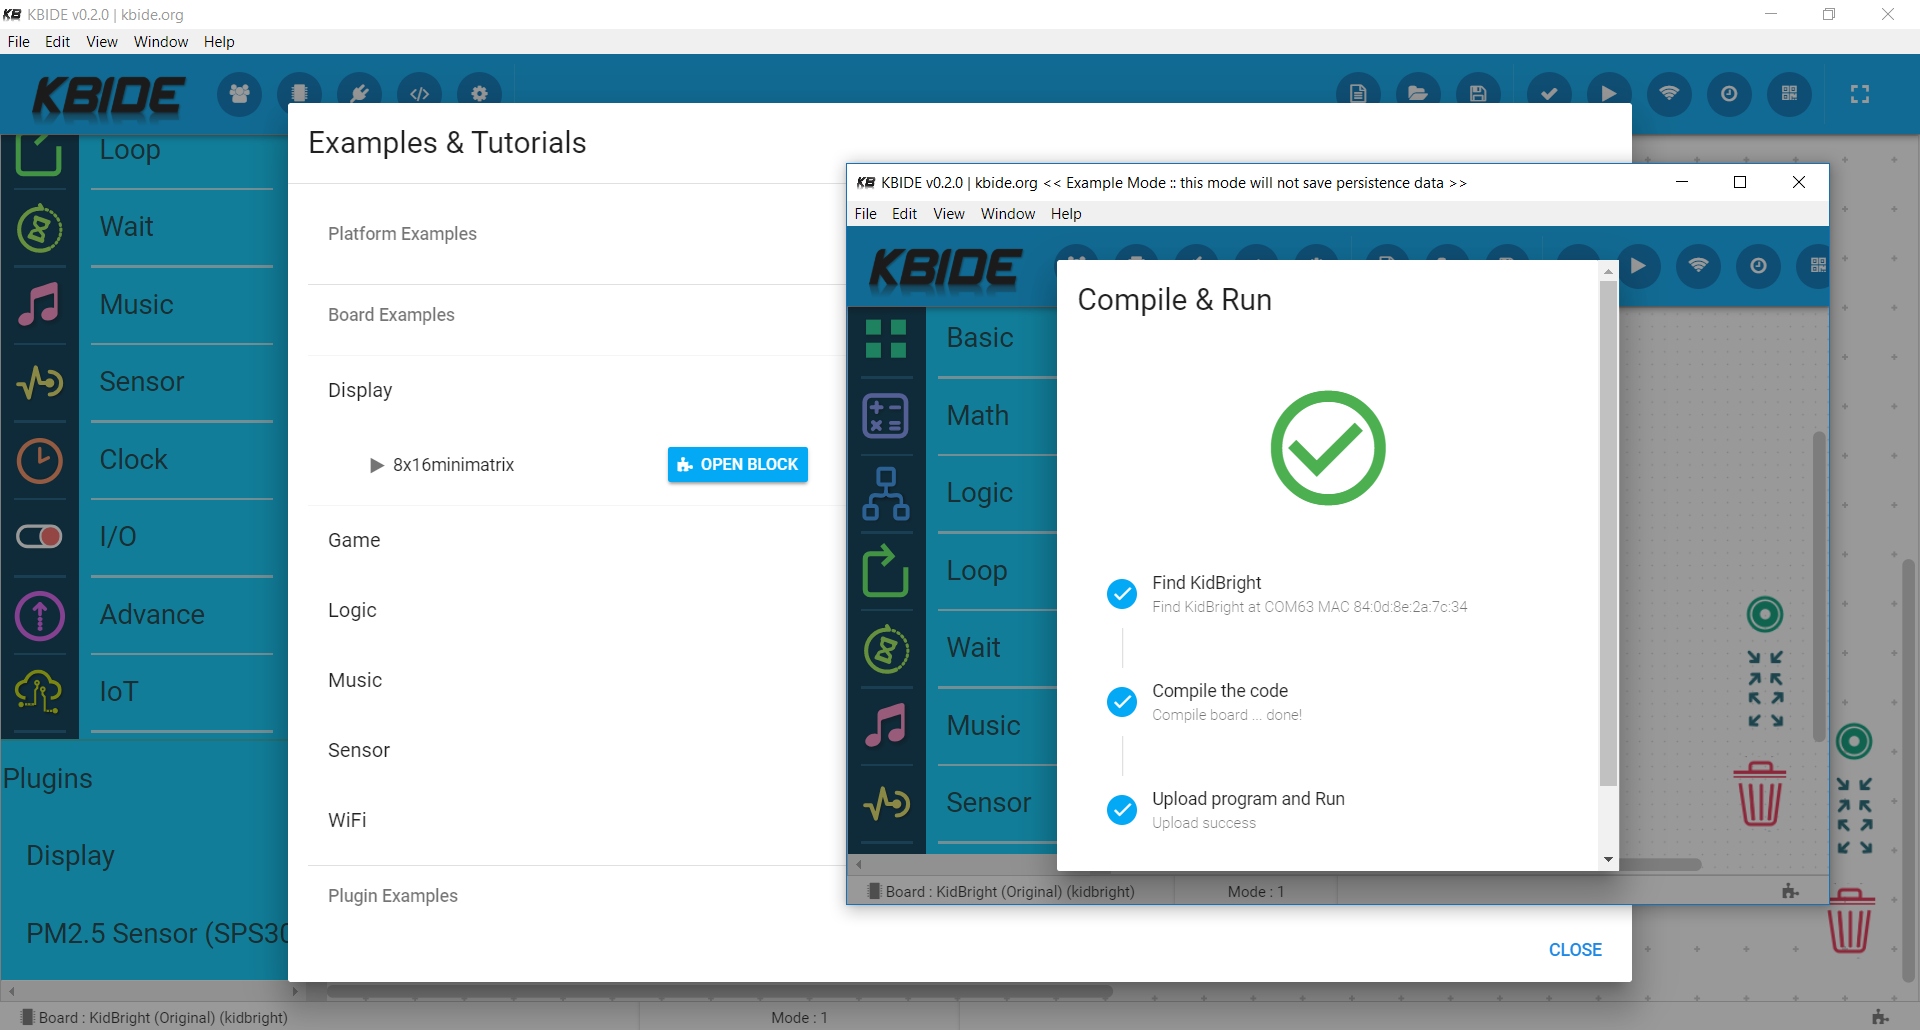 KBIDE v0.2.0 | kbide.org
File Edit View Window Help
KBIDE
Loop
Wait
Music
Sensor
Clock
I/O
Advance
IoT
Plugins
Display
PM2.5 Sensor (SPS30
Examples & Tutorials
Platform Examples
Board Examples
Display
8x16minimatrix
OPEN BLOCK
Game
Logic
Music
Sensor
WiFi
Plugin Examples
CLOSE
KBIDE v0.2.0 | kbide.org << Example Mode :: this mode will not save persistence data >>
File Edit View Window Help
KBIDE
Basic
Math
Logic
Loop
Wait
Music
Sensor
Compile & Run
Find KidBright
Find KidBright at COM63 MAC 84:0d:8e:2a:7c:34
Compile the code
Compile board ... done!
Upload program and Run
Upload success
Board : KidBright (Original) (kidbright)
Mode : 1
Board : KidBright (Original) (kidbright)
Mode : 1